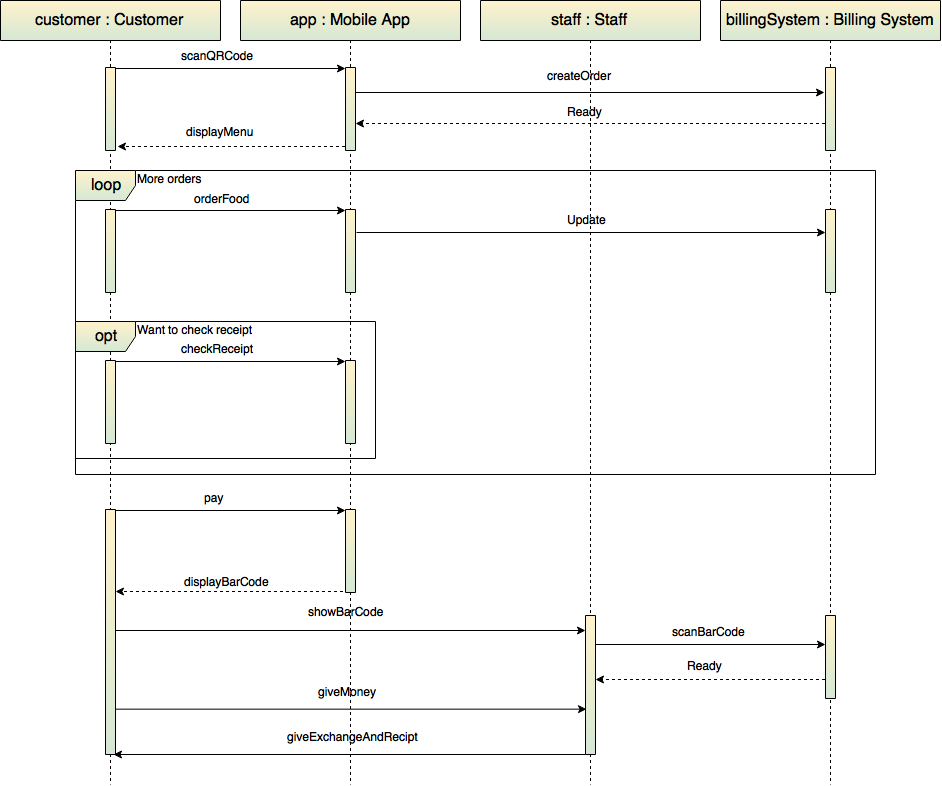 customer : Customer
app : Mobile App
staff : Staff
billingSystem : Billing System
scanQRCode
createOrder
Ready
displayMenu
loop
More orders
orderFood
Update
opt
Want to check receipt
checkReceipt
pay
displayBarCode
showBarCode
scanBarCode
Ready
giveMoney
giveExchangeAndRecipt